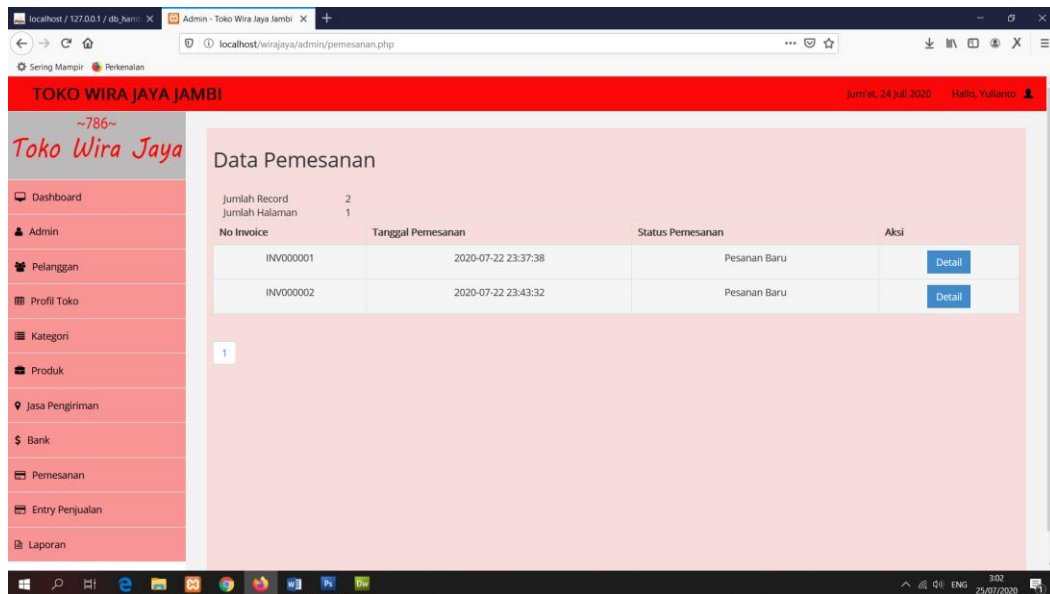 localhost / 127.0.0.1 / db_ham
Admin - Toko Wira Jaya Jambi
localhost/wirajaya/admin/pemesanan.php
Sering Mampir Perkenalan
TOKO WIRA JAYA JAMBI
Jum'at, 24 Juli 2020 Hallo, Yulianto
~786~
Toko Wira Jaya
Dashboard
Admin
Pelanggan
Profil Toko
Kategori
Produk
Jasa Pengiriman
$ Bank
Pemesanan
Entry Penjualan
Laporan
Data Pemesanan
Jumlah Record 2
Jumlah Halaman 1
No Invoice Tanggal Pemesanan Status Pemesanan Aksi
INV000001 2020-07-22 23:37:38 Pesanan Baru Detail
INV000002 2020-07-22 23:43:32 Pesanan Baru Detail
1
Ps Dw
ENG 3:02
25/07/2020